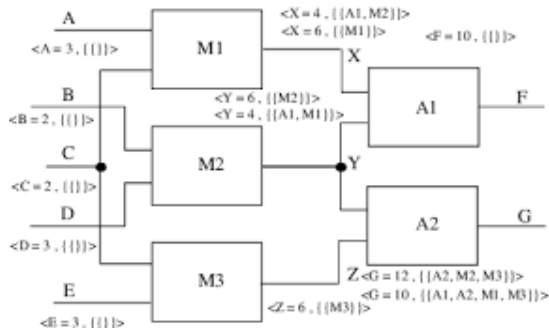 A
<A = 3 , {{}}>
M1
<X = 4 , {{A1, M2}>
<X = 6 , {{M1}>
X
<F = 10 , {{}>
A1
F
B
<B = 2 , {{}}>
<Y = 6 , {{M2}>
<Y = 4 , {{A1, M1}>
M2
Y
C
<C = 2 , {{}}>
D
<D = 3 , {{}}>
A2
G
M3
Z
<G = 12 , {{A2, M2, M3}>
<G = 10 , {{A1, A2, M1, M3}>
<Z = 6 , {{M3}>
E
<E = 3 , {{}}>